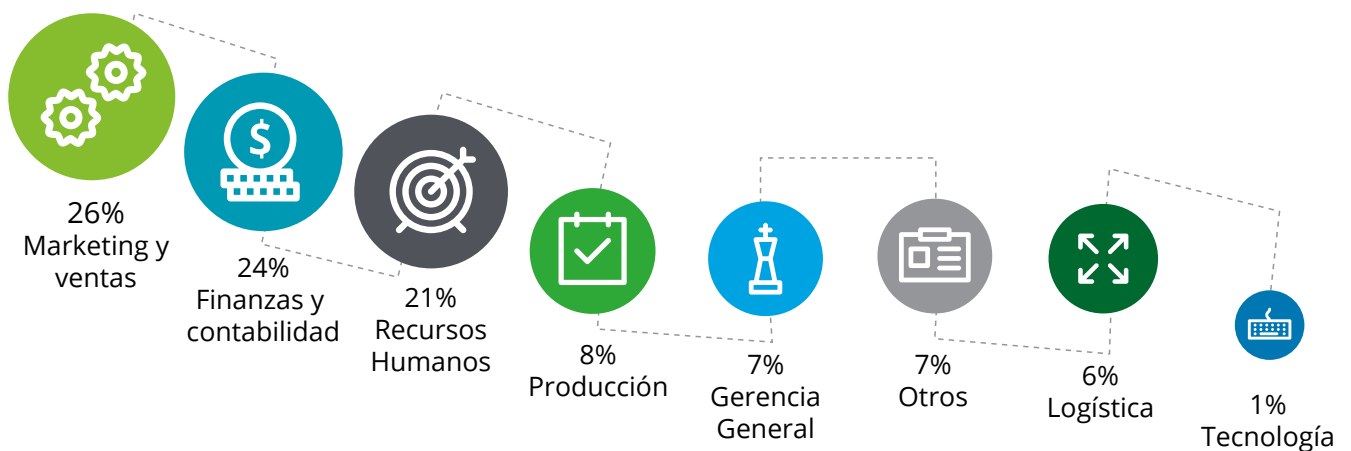 $
26%
Marketing y
ventas
24%
Finanzas y
contabilidad
21%
Recursos
Humanos
8%
Producción
7%
Gerencia
General
7%
Otros
6%
Logística
1%
Tecnología